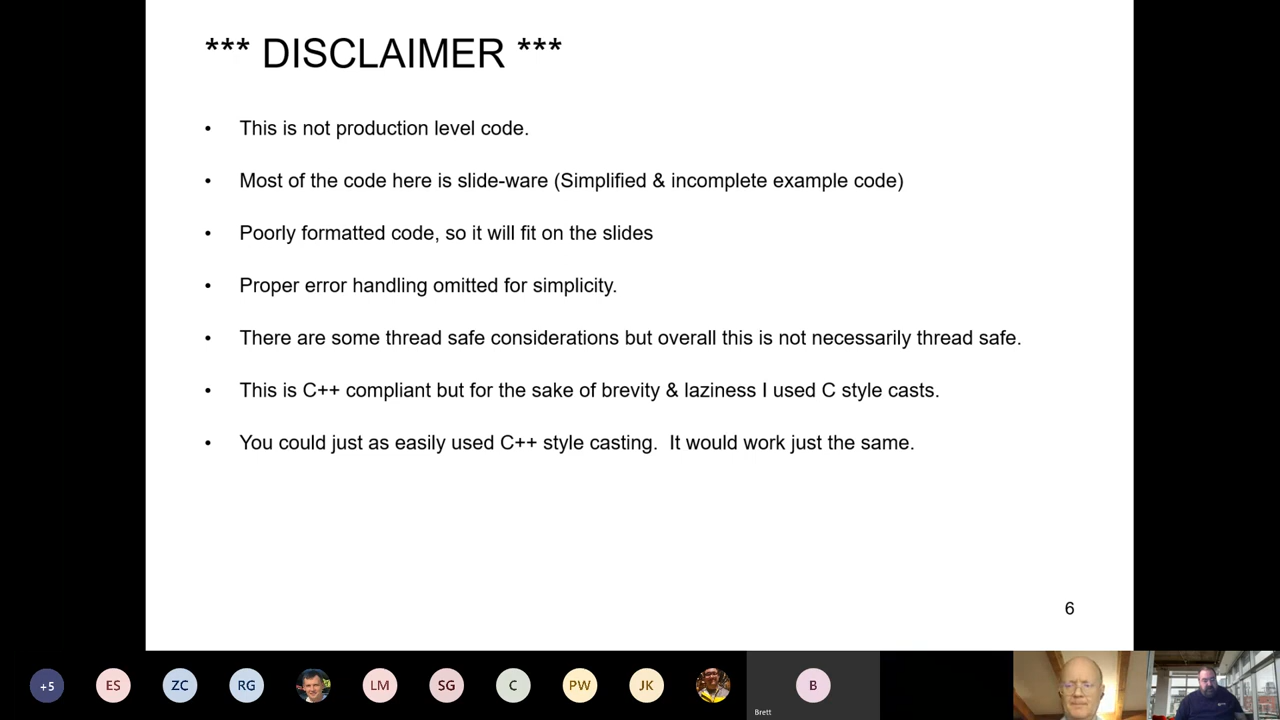 *** DISCLAIMER ***
• This is not production level code.
• Most of the code here is slide-ware (Simplified & incomplete example code)
• Poorly formatted code, so it will fit on the slides
• Proper error handling omitted for simplicity.
• There are some thread safe considerations but overall this is not necessarily thread safe.
• This is C++ compliant but for the sake of brevity & laziness I used C style casts.
• You could just as easily used C++ style casting.  It would work just the same.
6
+5 ES ZC RG LM SG C PW JK B
Brett